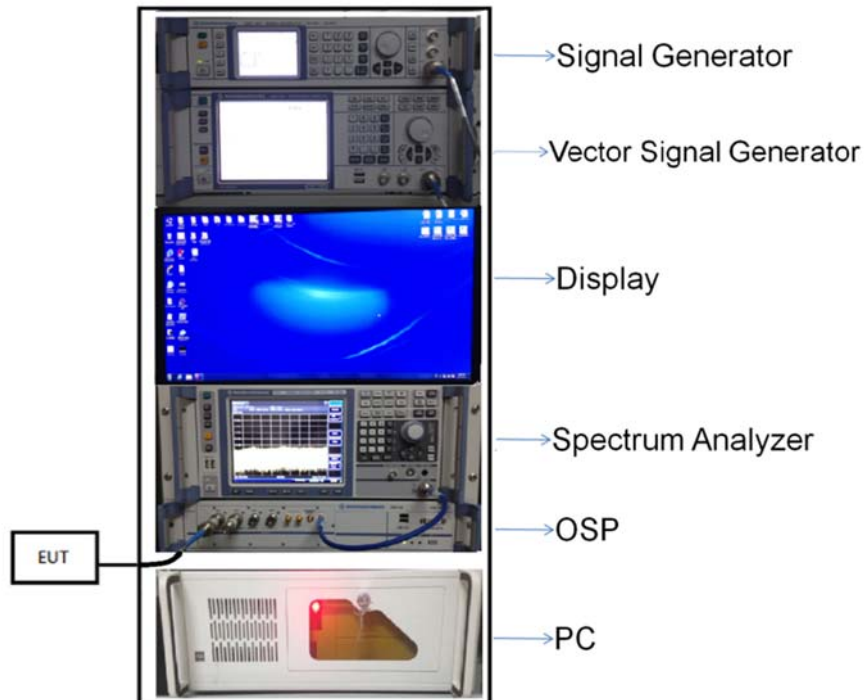 Signal Generator
Vector Signal Generator
Display
Spectrum Analyzer
OSP
EUT
PC